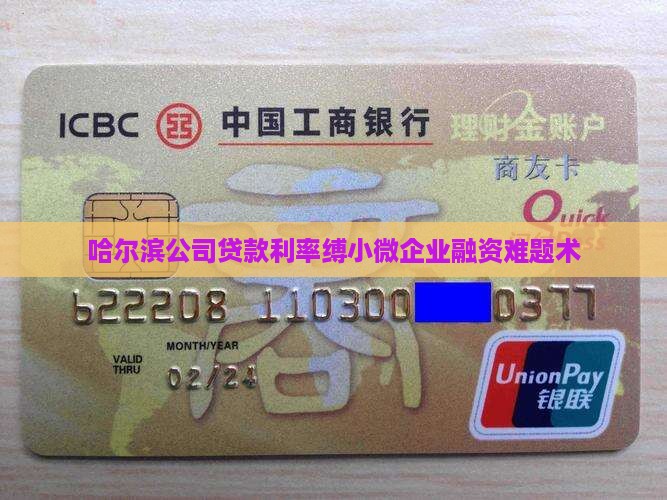 ICBC 中国工商银行 理财金账户
商友卡
Quick
Pass
哈尔滨公司贷款利率缚小微企业融资难题术
622208 110300 0377
MONTH/YEAR
VALID
THRU
02/24
UnionPay
银联